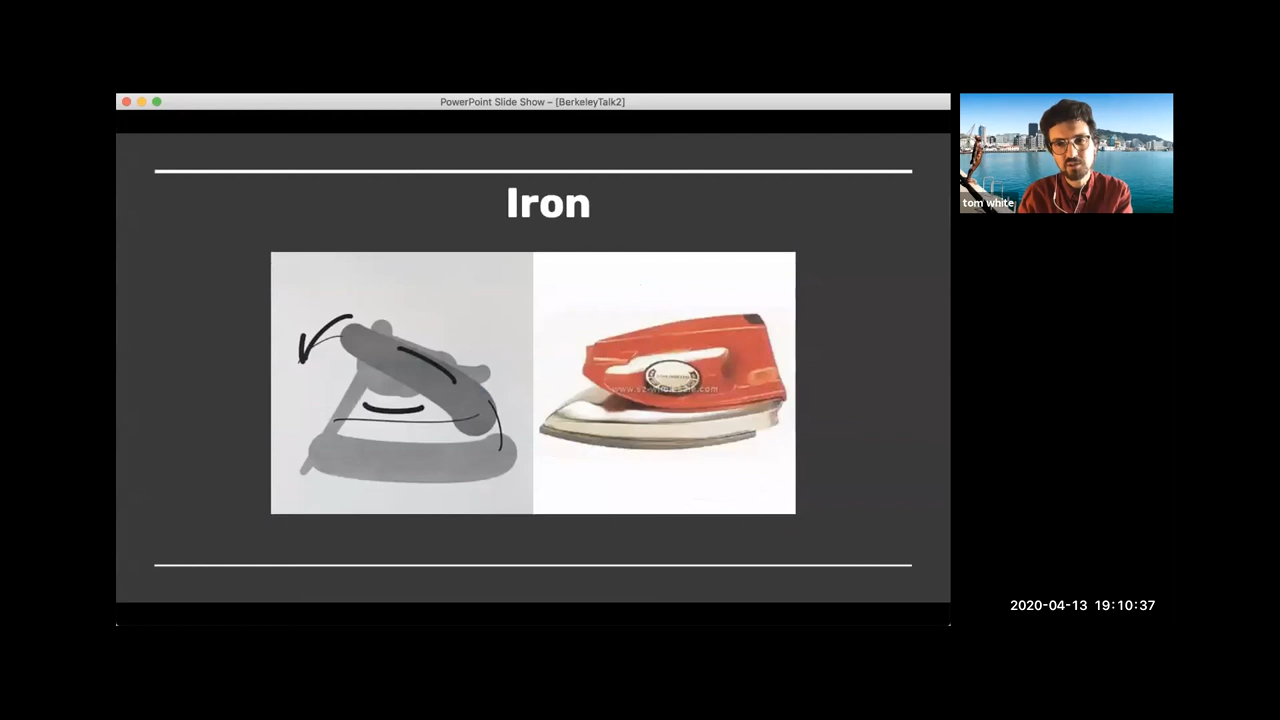 PowerPoint Slide Show – [BerkeleyTalk2]
Iron
tom white
2020-04-13 19:10:37